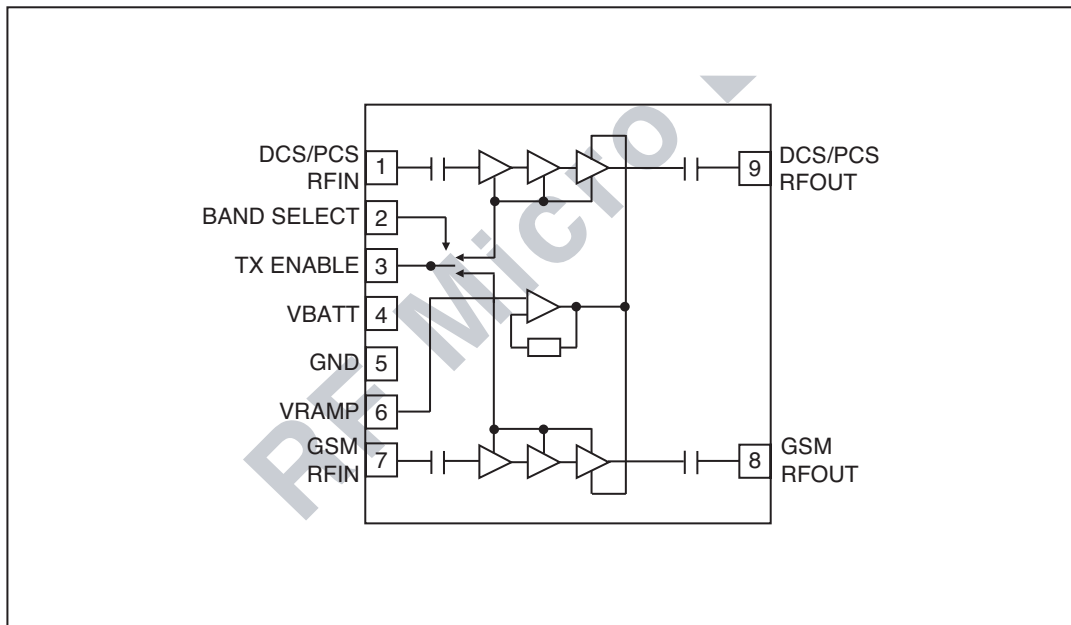 DCS/PCS
RFIN
1
BAND SELECT
2
TX ENABLE
3
VBATT
4
GND
5
VRAMP
6
GSM
RFIN
7
9
DCS/PCS
RFOUT
8
GSM
RFOUT
RF Micro